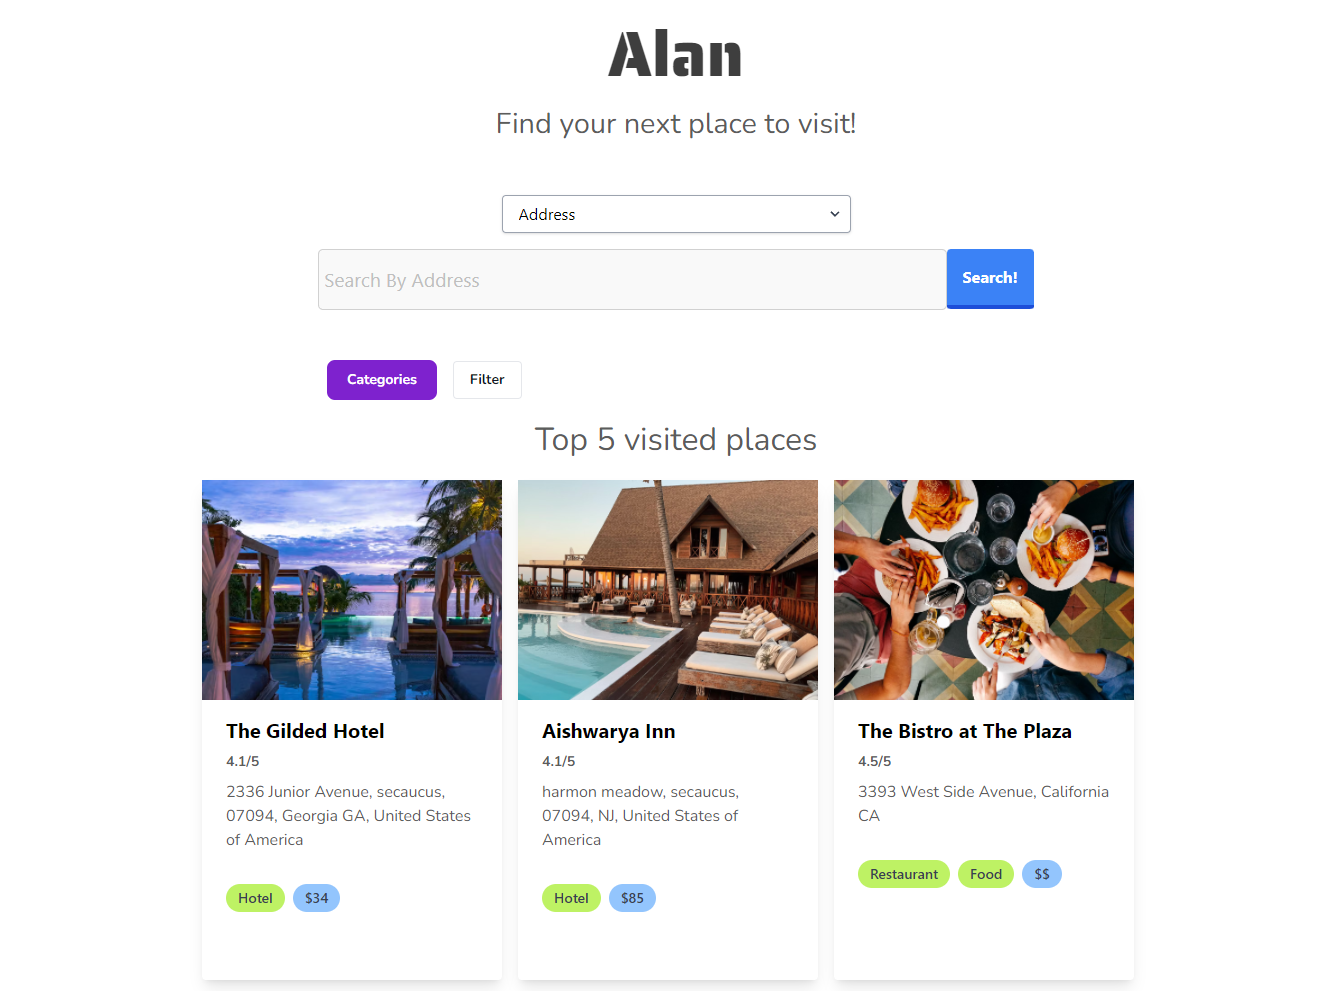 Alan
Find your next place to visit!
Address
Search By Address
Search!
Categories
Filter
Top 5 visited places
The Gilded Hotel
4.1/5
2336 Junior Avenue, secaucus,
07094, Georgia GA, United States
of America
Hotel
$34
Aishwarya Inn
4.1/5
harmon meadow, secaucus,
07094, NJ, United States of
America
Hotel
$85
The Bistro at The Plaza
4.5/5
3393 West Side Avenue, California
CA
Restaurant
Food
$$